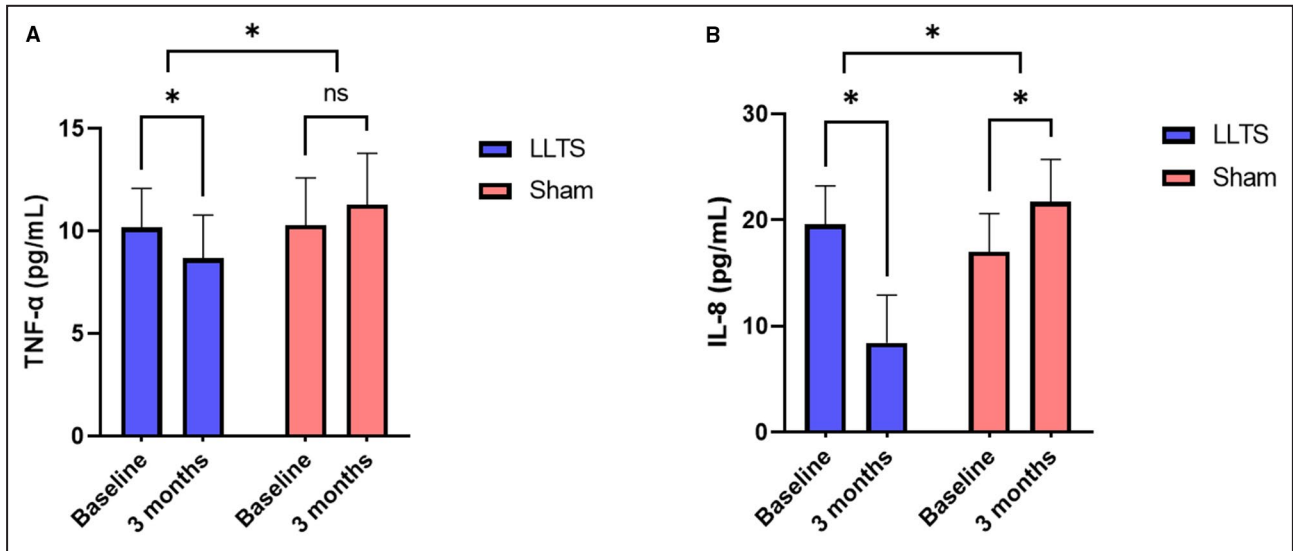 A
*
*
ns
15
10
5
0
TNF-α (pg/mL)
Baseline
3 months
Baseline
3 months
LLTS
Sham
B
*
*
*
30
20
10
0
IL-8 (pg/mL)
Baseline
3 months
Baseline
3 months
LLTS
Sham